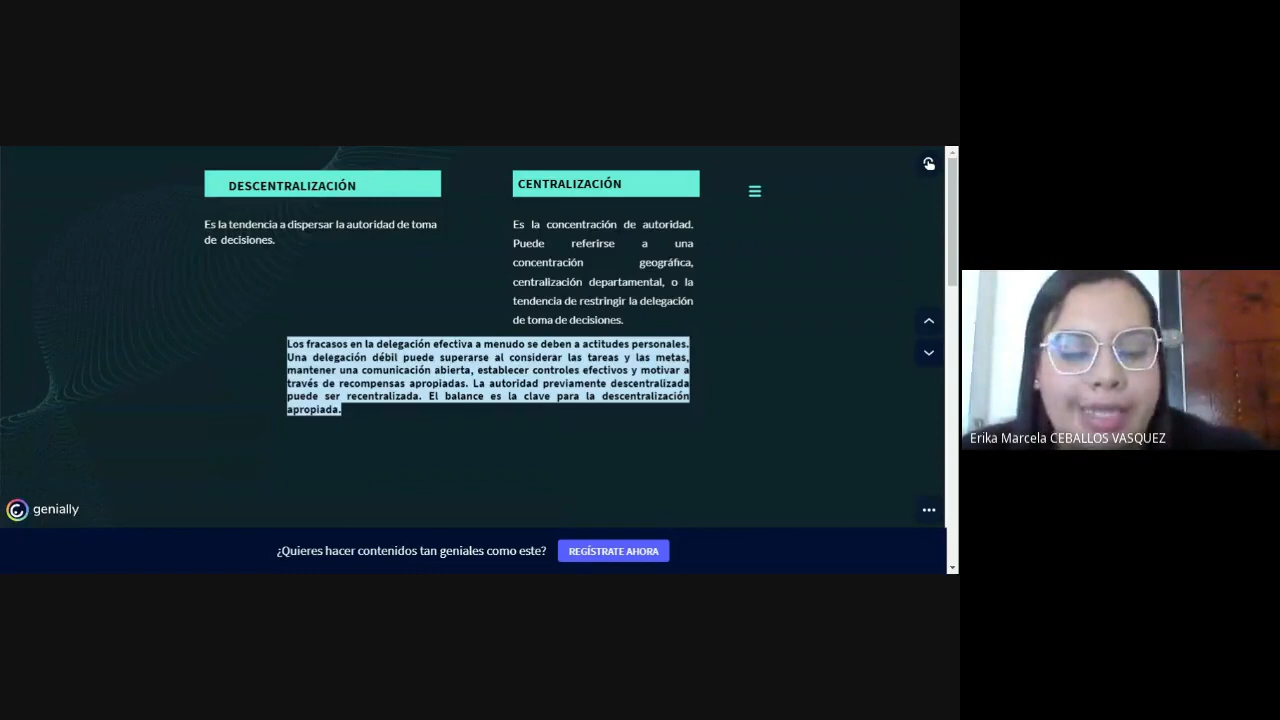 DESCENTRALIZACIÓN
Es la tendencia a dispersar la autoridad de toma
de decisiones.
CENTRALIZACIÓN
Es la concentración de autoridad.
Puede referirse a una
concentración geográfica,
centralización departamental, o la
tendencia de restringir la delegación
de toma de decisiones.
Los fracasos en la delegación efectiva a menudo se deben a actitudes personales.
Una delegación débil puede superarse al considerar las tareas y las metas,
mantener una comunicación abierta, establecer controles efectivos y motivar a
través de recompensas apropiadas. La autoridad previamente descentralizada
puede ser recentralizada. El balance es la clave para la descentralización
apropiada.
genially
¿Quieres hacer contenidos tan geniales como este?
REGÍSTRATE AHORA
Erika Marcela CEBALLOS VASQUEZ